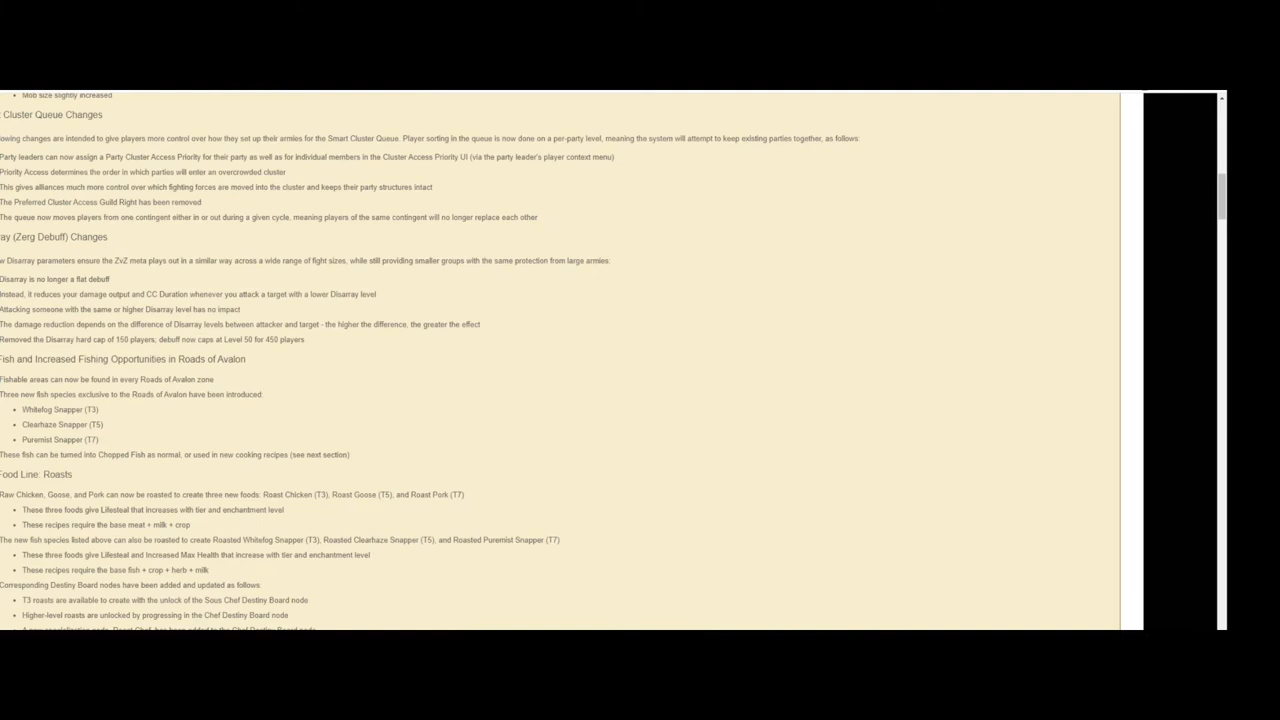 Mob size slightly increased
Cluster Queue Changes
owing changes are intended to give players more control over how they set up their armies for the Smart Cluster Queue. Player sorting in the queue is now done on a per-party level, meaning the system will attempt to keep existing parties together, as follows:
Party leaders can now assign a Party Cluster Access Priority for their party as well as for individual members in the Cluster Access Priority UI (via the party leader's player context menu)
Priority Access determines the order in which parties will enter an overcrowded cluster
This gives alliances much more control over which fighting forces are moved into the cluster and keeps their party structures intact
The Preferred Cluster Access Guild Right has been removed
The queue now moves players from one contingent either in or out during a given cycle, meaning players of the same contingent will no longer replace each other
ay (Zerg Debuff) Changes
w Disarray parameters ensure the ZvZ meta plays out in a similar way across a wide range of fight sizes, while still providing smaller groups with the same protection from large armies:
Disarray is no longer a flat debuff
Instead, it reduces your damage output and CC Duration whenever you attack a target with a lower Disarray level
Attacking someone with the same or higher Disarray level has no impact
The damage reduction depends on the difference of Disarray levels between attacker and target - the higher the difference, the greater the effect
Removed the Disarray hard cap of 150 players; debuff now caps at Level 50 for 450 players
Fish and Increased Fishing Opportunities in Roads of Avalon
Fishable areas can now be found in every Roads of Avalon zone
Three new fish species exclusive to the Roads of Avalon have been introduced:
Whitefog Snapper (T3)
Clearhaze Snapper (T5)
Puremist Snapper (T7)
These fish can be turned into Chopped Fish as normal, or used in new cooking recipes (see next section)
Food Line: Roasts
Raw Chicken, Goose, and Pork can now be roasted to create three new foods: Roast Chicken (T3), Roast Goose (T5), and Roast Pork (T7)
These three foods give Lifesteal that increases with tier and enchantment level
These recipes require the base meat + milk + crop
The new fish species listed above can also be roasted to create Roasted Whitefog Snapper (T3), Roasted Clearhaze Snapper (T5), and Roasted Puremist Snapper (T7)
These three foods give Lifesteal and Increased Max Health that increase with tier and enchantment level
These recipes require the base fish + crop + herb + milk
Corresponding Destiny Board nodes have been added and updated as follows:
T3 roasts are available to create with the unlock of the Sous Chef Destiny Board node
Higher-level roasts are unlocked by progressing in the Chef Destiny Board node
A new specialization node, Roast Chef, has been added to the Chef Destiny Board node